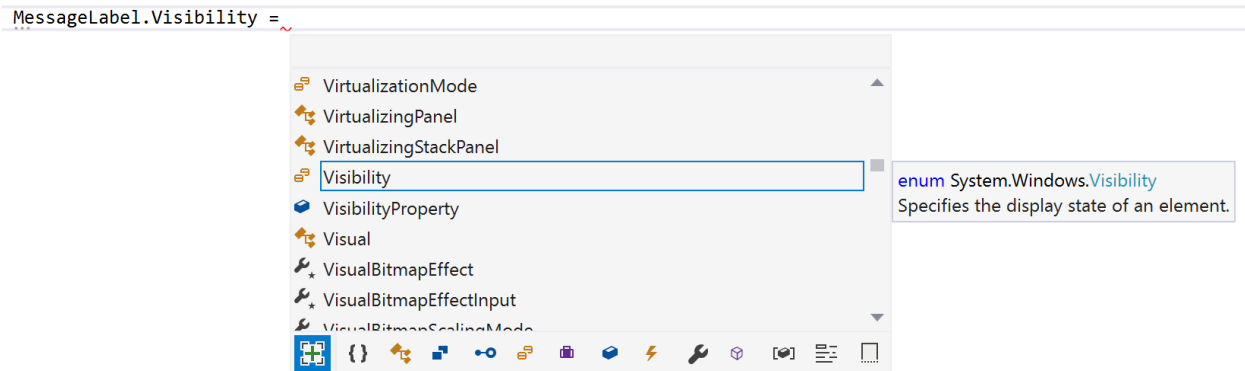 MessageLabel.Visibility =
VirtualizationMode
VirtualizingPanel
VirtualizingStackPanel
Visibility
enum System.Windows.Visibility
Specifies the display state of an element.
VisibilityProperty
Visual
VisualBitmapEffect
VisualBitmapEffectInput
VisualBitmapScalingMode